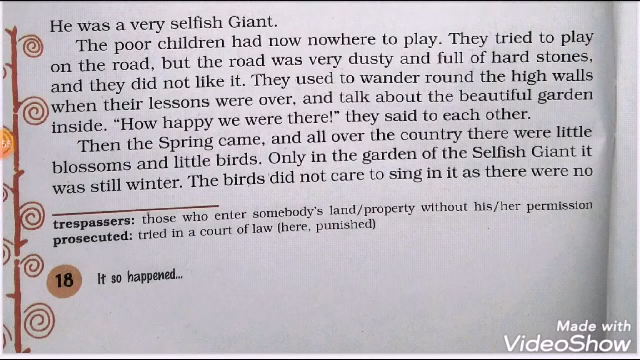 He was a very selfish Giant.
The poor children had now nowhere to play. They tried to play
on the road, but the road was very dusty and full of hard stones,
and they did not like it. They used to wander round the high walls
when their lessons were over, and talk about the beautiful garden
inside. “How happy we were there!” they said to each other.
Then the Spring came, and all over the country there were little
blossoms and little birds. Only in the garden of the Selfish Giant it
was still winter. The birds did not care to sing in it as there were no
trespassers: those who enter somebody's land/property without his/her permission
prosecuted: tried in a court of law (here, punished)
18 It so happened...
Made with
VideoShow